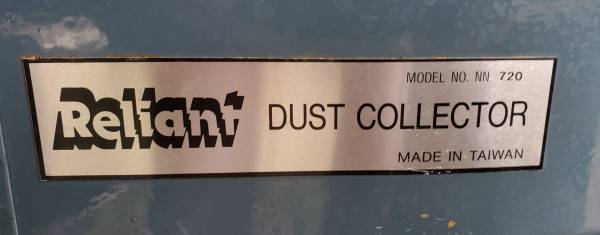 MODEL NO. NN 720
Reliant DUST COLLECTOR
MADE IN TAIWAN